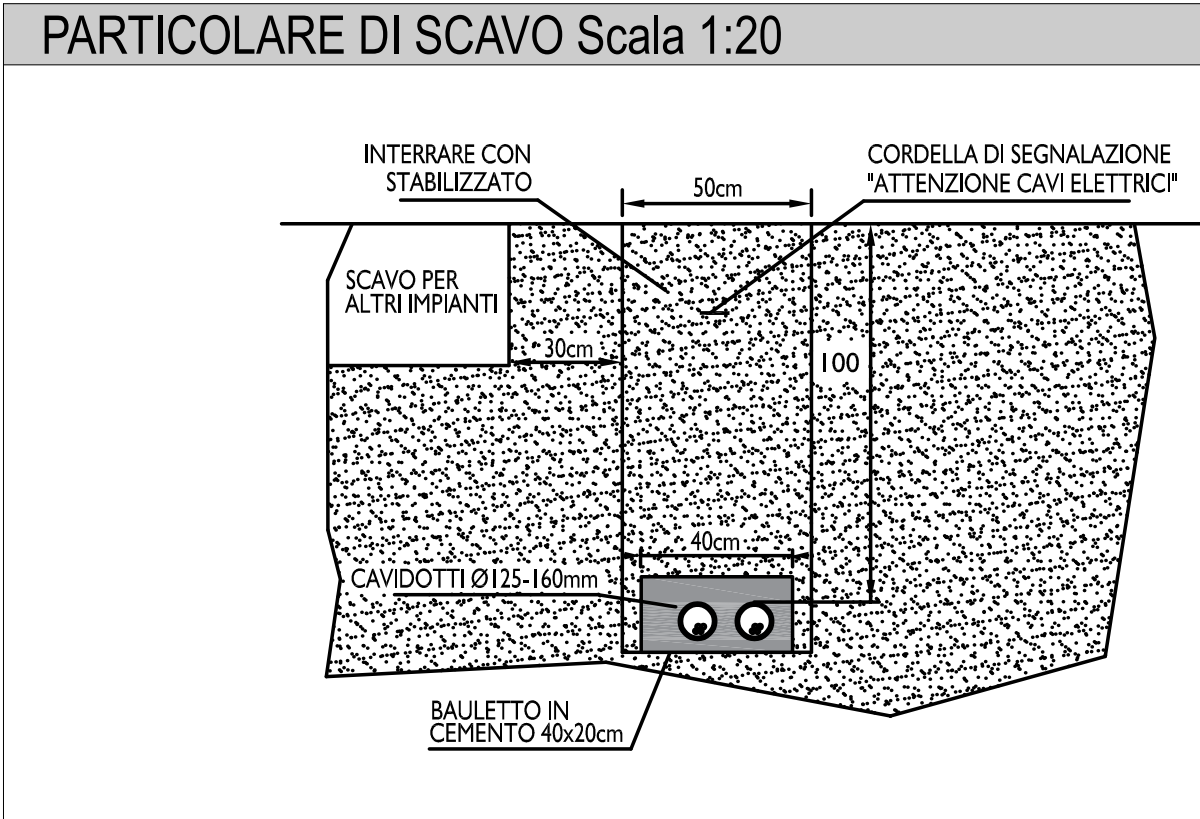 PARTICOLARE DI SCAVO Scala 1:20
INTERRARE CON
STABILIZZATO
50cm
CORDELLA DI SEGNALAZIONE
"ATTENZIONE CAVI ELETTRICI"
SCAVO PER
ALTRI IMPIANTI
30cm
100
40cm
CAVIDOTTI Ø125-160mm
BAULETTO IN
CEMENTO 40x20cm